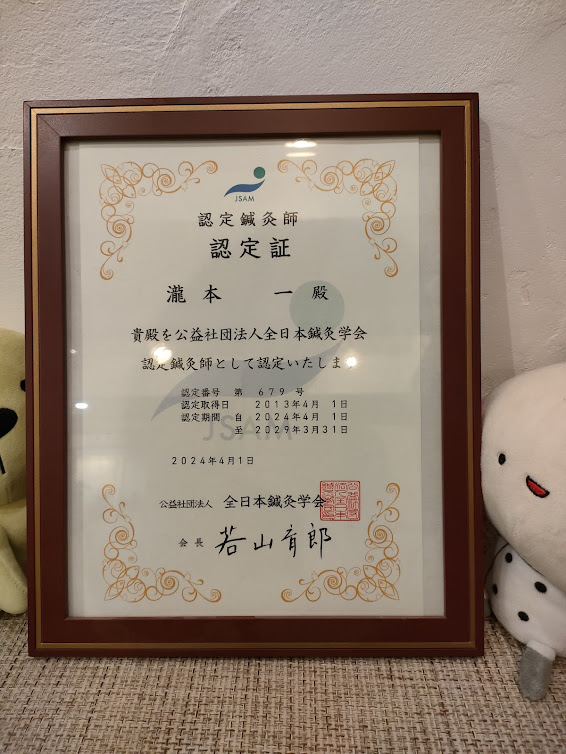 JSAM
認定鍼灸師
認定証
瀧本 一 殿
貴殿を公益社団法人全日本鍼灸学会
認定鍼灸師として認定いたします
認定番号 第 679 号
認定取得日 2013年4月 1日
認定期間 自 2024年4月 1日
至 2029年3月31日
JSAM
2024年4月1日
公益社団法人 全日本鍼灸学会
会長 若山育郎